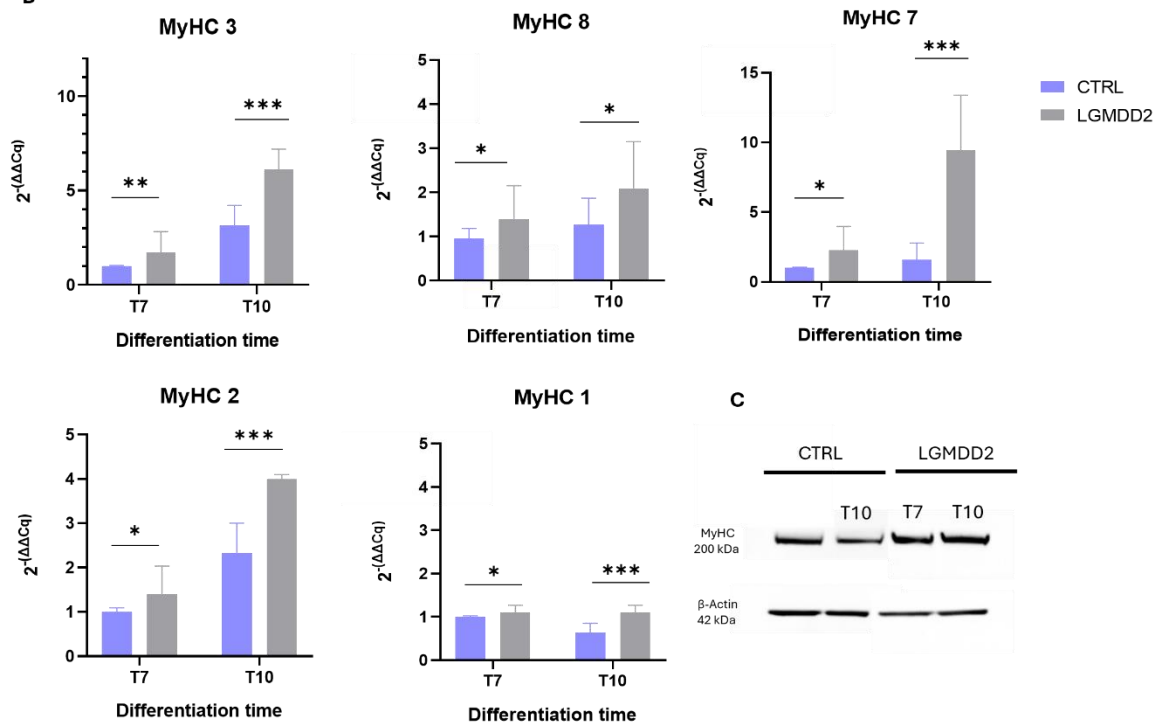 B
MyHC 3
2-(ΔΔCq)
10
5
0
**
***
T7
T10
Differentiation time
MyHC 8
2-(ΔΔCq)
5
4
3
2
1
0
*
*
T7
T10
Differentiation time
MyHC 7
2-(ΔΔCq)
15
10
5
0
*
***
T7
T10
Differentiation time
CTRL
LGMDD2
MyHC 2
2-(ΔΔCq)
5
4
3
2
1
0
*
***
T7
T10
Differentiation time
MyHC 1
2-(ΔΔCq)
5
4
3
2
1
0
*
***
T7
T10
Differentiation time
C
CTRL
LGMDD2
T10
T7
T10
MyHC
200 kDa
β-Actin
42 kDa